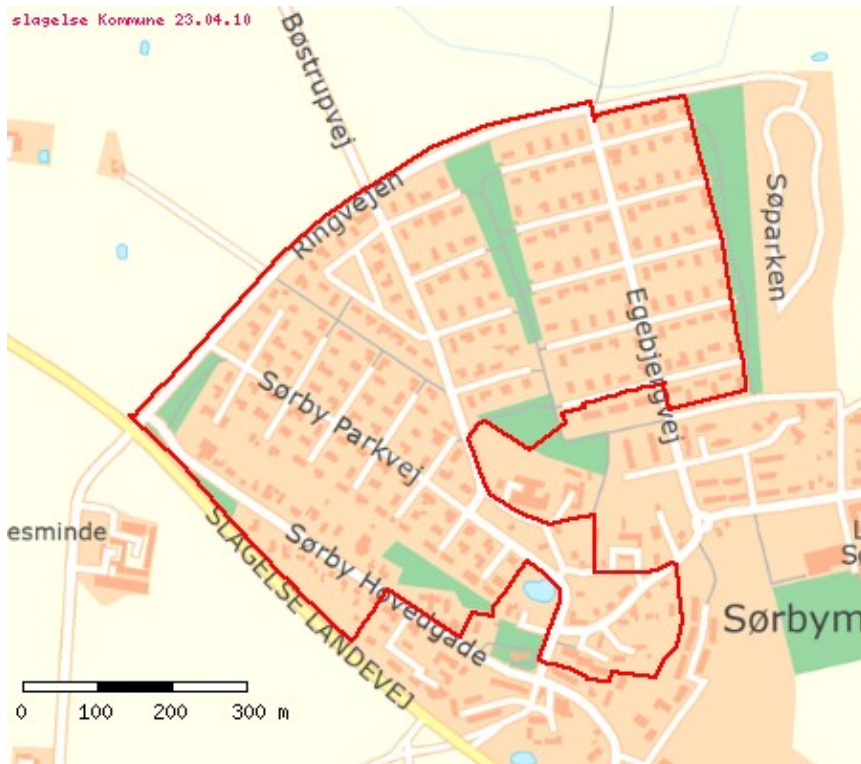 slagelse Kommune 23.04.10
Bøstrupvej
Ringvejen
Søparken
Egebjergvej
Sørby Parkvej
SLAGELSE LANDEVEJ
Sørby Hovedgade
esminde
L
Sø
Sørbym
0 100 200 300 m